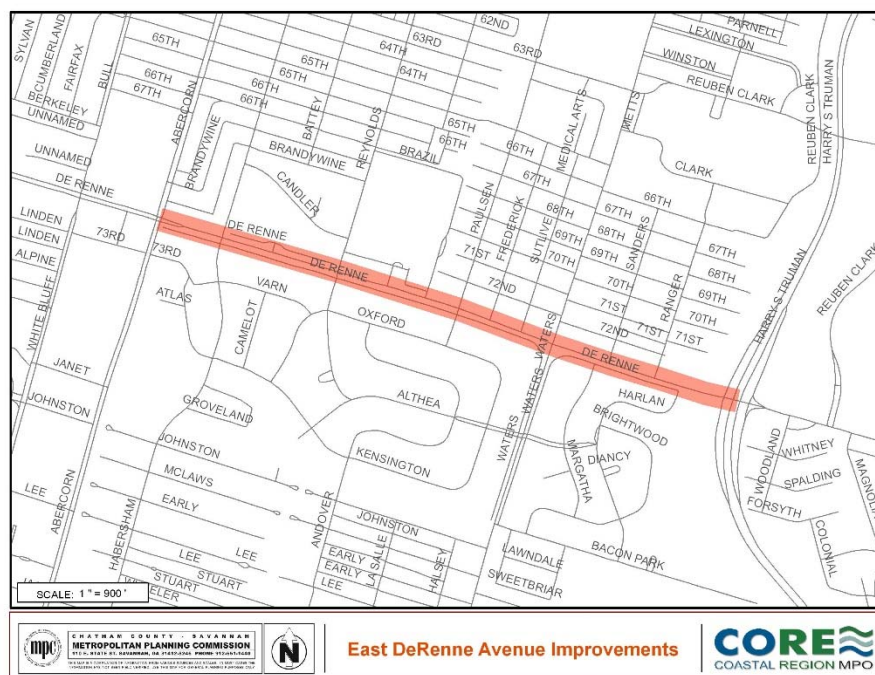 62ND
PARNELL
LEXINGTON
WINSTON
REUBEN CLARK
SYLVAN
CUMBERLAND
FAIRFAX
BULL
65TH
ABERCORN
64TH
63RD
63RD
65TH
65TH
64TH
66TH
67TH
66TH
66TH
BERKELEY
UNNAMED
BRANDYWINE
BATTEY
REYNOLDS
BRANDYWINE
BRAZIL
65TH
66TH
66TH
MEDICAL ARTS
METTS
CLARK
REUBEN CLARK
HARRY S TRUMAN
UNNAMED
DE RENNE
CANDLER
PAULSEN
FREDERICK
SUTLIVE
67TH
68TH
69TH
70TH
71ST
72ND
66TH
67TH
68TH
69TH
70TH
71ST
72ND
SANDERS
RANGER
67TH
68TH
69TH
70TH
71ST
71ST
LINDEN
LINDEN
ALPINE
73RD
73RD
DE RENNE
DE RENNE
DE RENNE
HARRY S TRUMAN
REUBEN CLARK
WHITE BLUFF
ATLAS
VARN
CAMELOT
OXFORD
WATERS
WATERS
WATERS
HARLAN
BRIGHTWOOD
JANET
JOHNSTON
GROVELAND
ALTHEA
KENSINGTON
MARGATHA
DIANCY
WOODLAND
WHITNEY
SPALDING
FORSYTH
MAGNOLIA
COLONIAL
LEE
ABERCORN
HABERSHAM
JOHNSTON
MCLAWS
EARLY
LEE
LEE
STUART
STUART
ANDOVER
LA SALLE
JOHNSTON
EARLY
EARLY
LEE
HALSEY
LAWNDALE
SWEETBRIAR
BACON PARK
SCALE: 1 " = 900 '
mpc
CHATHAM COUNTY - SAVANNAH
METROPOLITAN PLANNING COMMISSION
N
East DeRenne Avenue Improvements
CORE
COASTAL REGION MPO